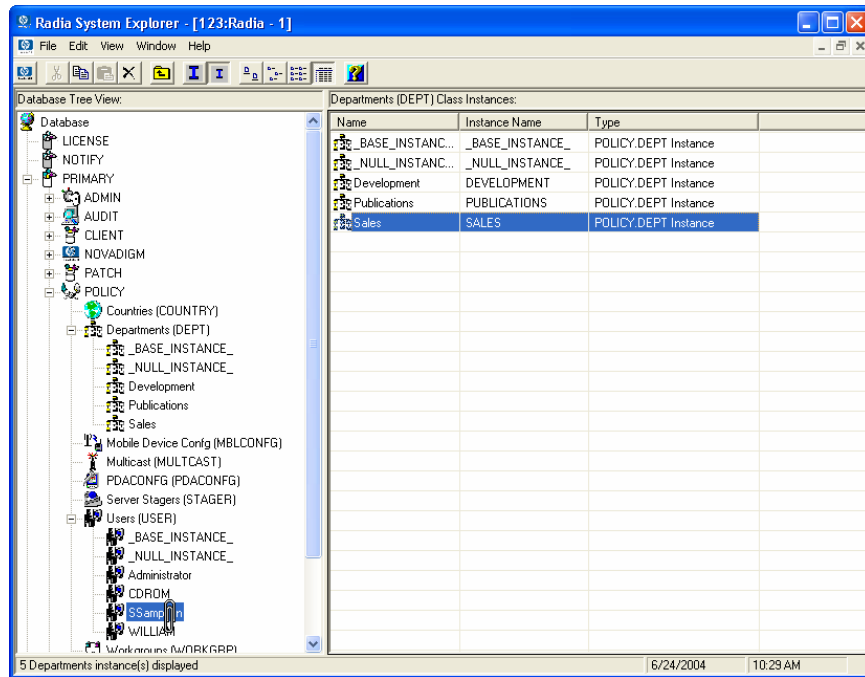 Radia System Explorer - [123:Radia - 1]
File Edit View Window Help
Database Tree View:
Departments (DEPT) Class Instances:
Database
LICENSE
NOTIFY
PRIMARY
ADMIN
AUDIT
CLIENT
NOVADIGM
PATCH
POLICY
Countries (COUNTRY)
Departments (DEPT)
_BASE_INSTANCE_
_NULL_INSTANCE_
Development
Publications
Sales
Mobile Device Confg (MBLCONFG)
Multicast (MULTCAST)
PDACONFG (PDACONFG)
Server Stagers (STAGER)
Users (USER)
_BASE_INSTANCE_
_NULL_INSTANCE_
Administrator
CDROM
WILLIAM
Workgroups (WORKGRP)
Name Instance Name Type
_BASE_INSTANC... _BASE_INSTANCE_ POLICY.DEPT Instance
_NULL_INSTANC... _NULL_INSTANCE_ POLICY.DEPT Instance
Development DEVELOPMENT POLICY.DEPT Instance
Publications PUBLICATIONS POLICY.DEPT Instance
Sales SALES POLICY.DEPT Instance
5 Departments instance(s) displayed 6/24/2004 10:29 AM